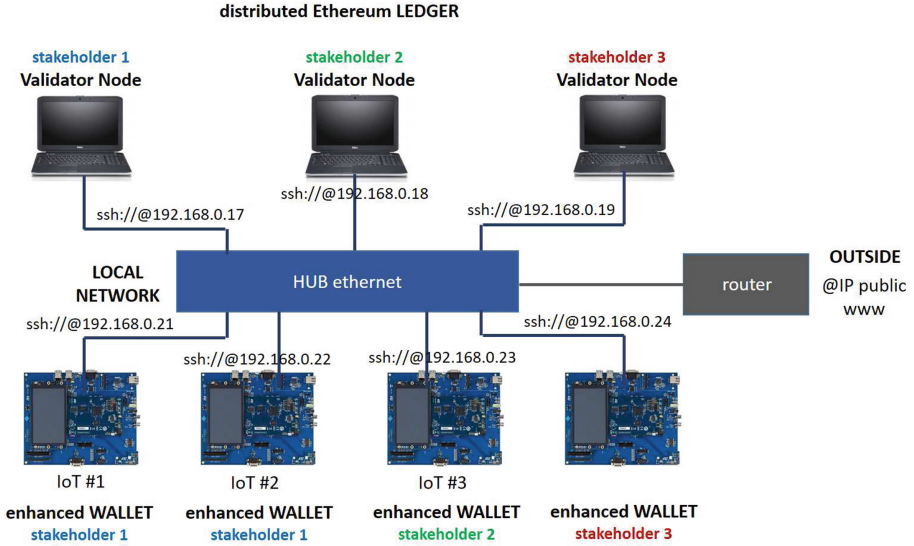 distributed Ethereum LEDGER
stakeholder 1
Validator Node
stakeholder 2
Validator Node
stakeholder 3
Validator Node
ssh://@192.168.0.17
ssh://@192.168.0.18
ssh://@192.168.0.19
LOCAL
NETWORK
HUB ethernet
router
OUTSIDE
@IP public
www
ssh://@192.168.0.21
ssh://@192.168.0.22
ssh://@192.168.0.23
ssh://@192.168.0.24
IoT #1
IoT #2
IoT #3
enhanced WALLET
stakeholder 1
enhanced WALLET
stakeholder 1
enhanced WALLET
stakeholder 2
enhanced WALLET
stakeholder 3